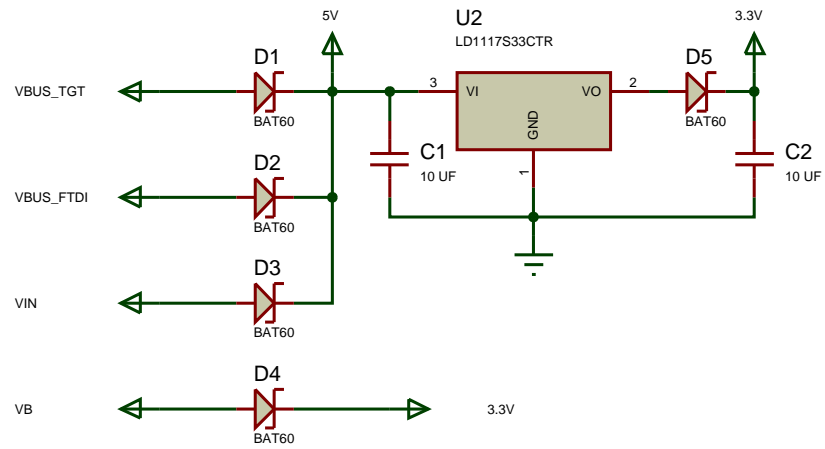 5V
U2
LD1117S33CTR
3.3V
VBUS_TGT
D1
BAT60
3
VI
VO
2
GND
1
D5
BAT60
C1
10 UF
C2
10 UF
VBUS_FTDI
D2
BAT60
VIN
D3
BAT60
VB
D4
BAT60
3.3V